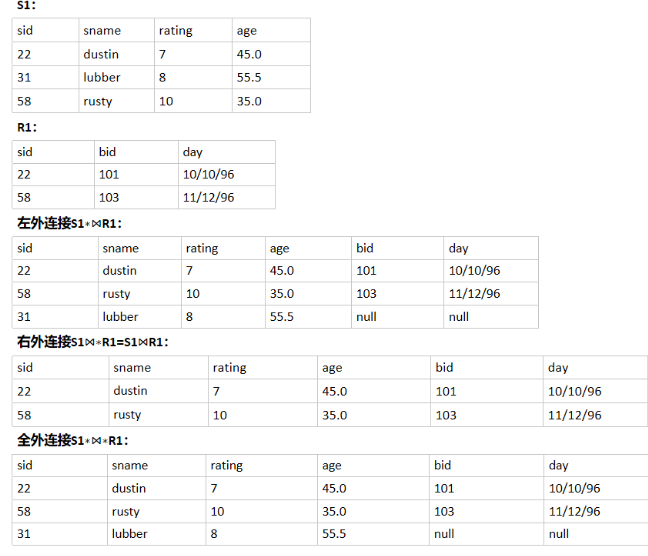 S1:
sid sname rating age
22 dustin 7 45.0
31 lubber 8 55.5
58 rusty 10 35.0
R1:
sid bid day
22 101 10/10/96
58 103 11/12/96
左外连接S1*⋈R1:
sid sname rating age bid day
22 dustin 7 45.0 101 10/10/96
58 rusty 10 35.0 103 11/12/96
31 lubber 8 55.5 null null
右外连接S1⋈*R1=S1⋈R1:
sid sname rating age bid day
22 dustin 7 45.0 101 10/10/96
58 rusty 10 35.0 103 11/12/96
全外连接S1*⋈*R1:
sid sname rating age bid day
22 dustin 7 45.0 101 10/10/96
58 rusty 10 35.0 103 11/12/96
31 lubber 8 55.5 null null